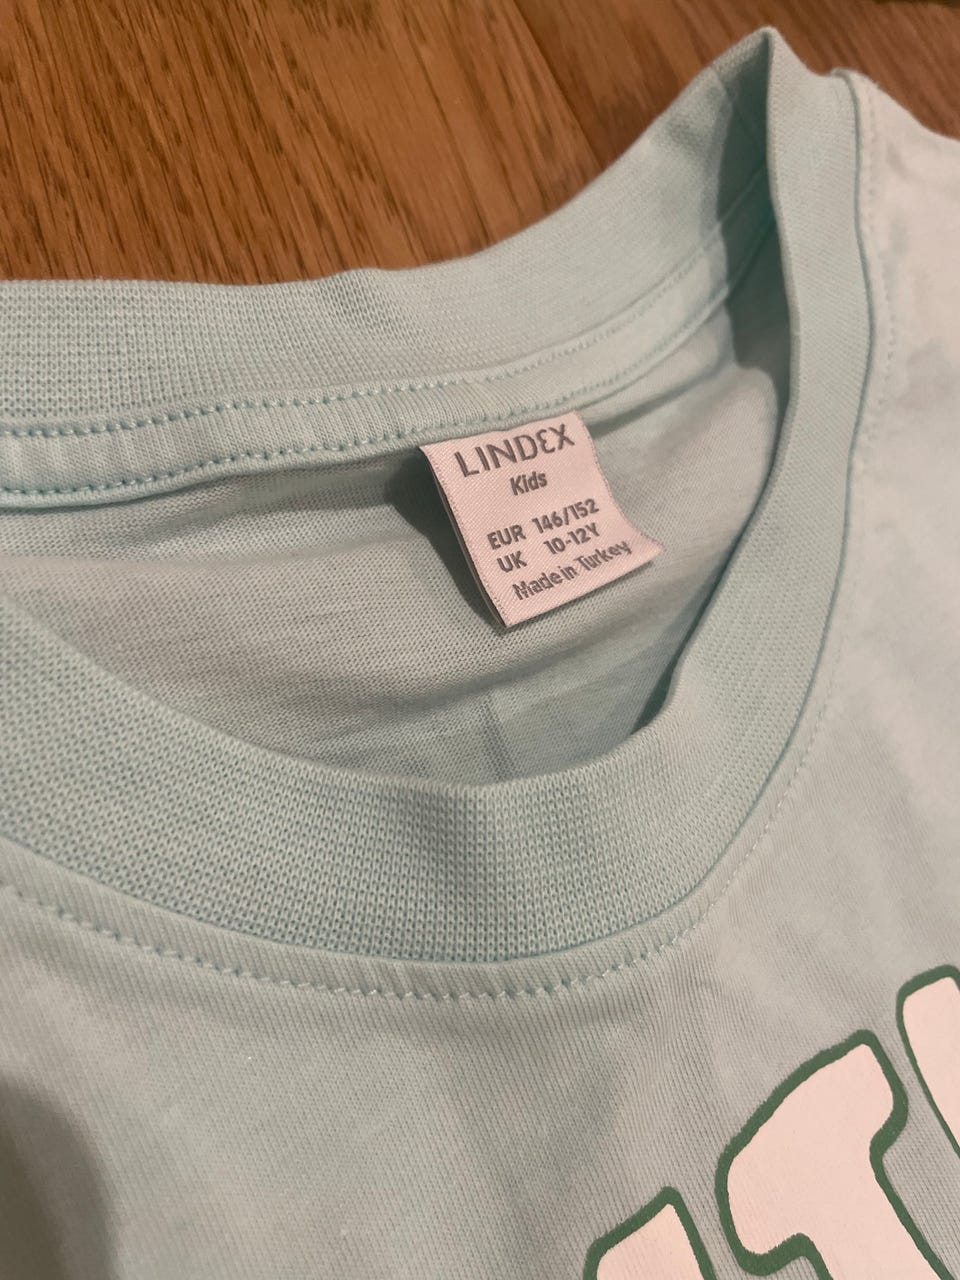 LINDEX
Kids
EUR 146/152
UK 10-12Y
Made in Turkey